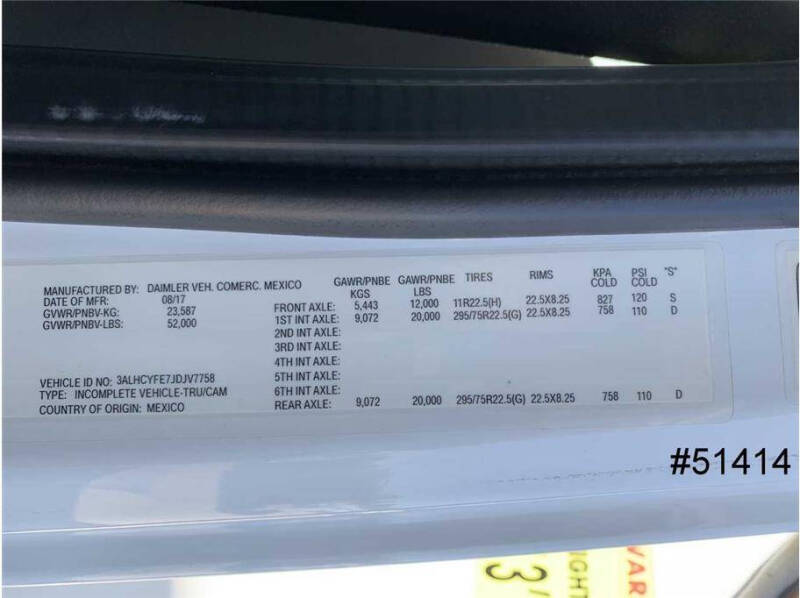 MANUFACTURED BY: DAIMLER VEH. COMERC. MEXICO
DATE OF MFR: 08/17
GVWR/PNBV-KG: 23,587
GVWR/PNBV-LBS: 52,000
VEHICLE ID NO: 3ALHCYFE7JDJV7758
TYPE: INCOMPLETE VEHICLE-TRU/CAM
COUNTRY OF ORIGIN: MEXICO
GAWR/PNBE KGS GAWR/PNBE LBS TIRES RIMS KPA COLD PSI COLD "S"
FRONT AXLE: 5,443 12,000 11R22.5(H) 22.5X8.25 827 120 S
1ST INT AXLE: 9,072 20,000 295/75R22.5(G) 22.5X8.25 758 110 D
2ND INT AXLE:
3RD INT AXLE:
4TH INT AXLE:
5TH INT AXLE:
6TH INT AXLE:
REAR AXLE: 9,072 20,000 295/75R22.5(G) 22.5X8.25 758 110 D
#51414